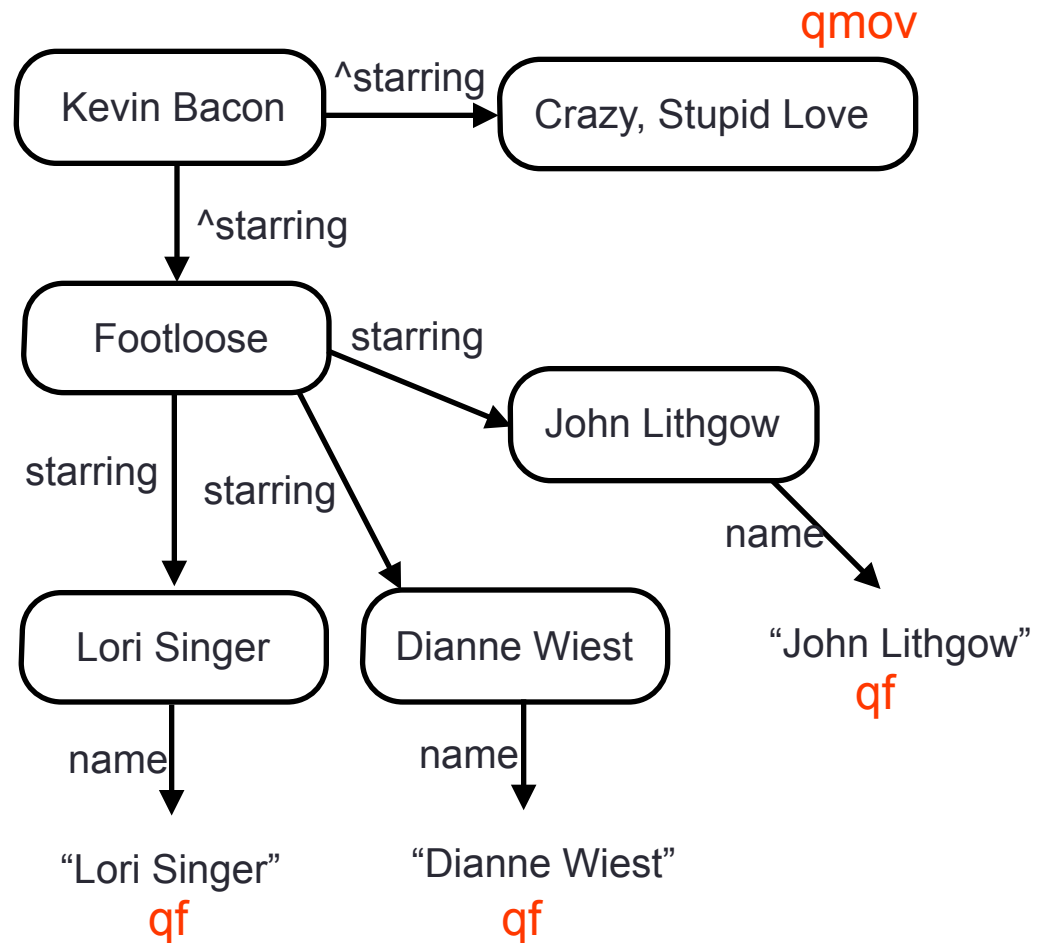 qmov
Kevin Bacon
^starring
Crazy, Stupid Love
^starring
Footloose
starring
John Lithgow
starring
starring
name
Lori Singer
Dianne Wiest
“John Lithgow”
qf
name
name
“Lori Singer”
“Dianne Wiest”
qf
qf